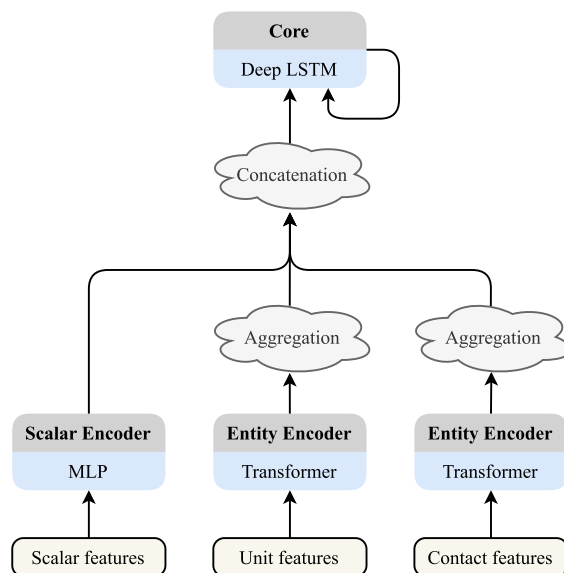 Core
Deep LSTM
Concatenation
Aggregation
Aggregation
Scalar Encoder
MLP
Entity Encoder
Transformer
Entity Encoder
Transformer
Scalar features
Unit features
Contact features